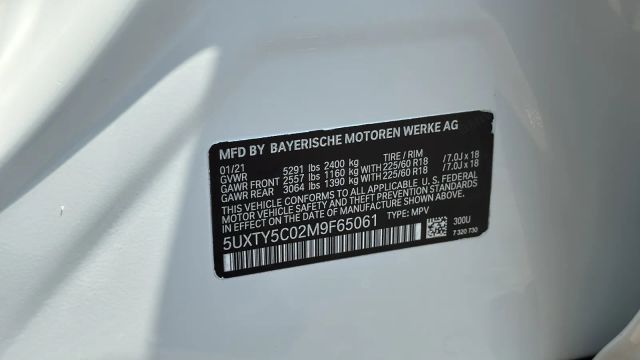 MFD BY BAYERISCHE MOTOREN WERKE AG
01/21 TIRE / RIM
GVWR 5291 lbs 2400 kg
GAWR FRONT 2557 lbs 1160 kg WITH 225/60 R18 / 7.0J x 18
GAWR REAR 3064 lbs 1390 kg WITH 225/60 R18 / 7.0J x 18
THIS VEHICLE CONFORMS TO ALL APPLICABLE U.S. FEDERAL
MOTOR VEHICLE SAFETY AND THEFT PREVENTION STANDARDS
IN EFFECT ON THE DATE OF MANUFACTURE SHOWN ABOVE.
5UXTY5C02M9F65061 TYPE: MPV
300U
7 320 730